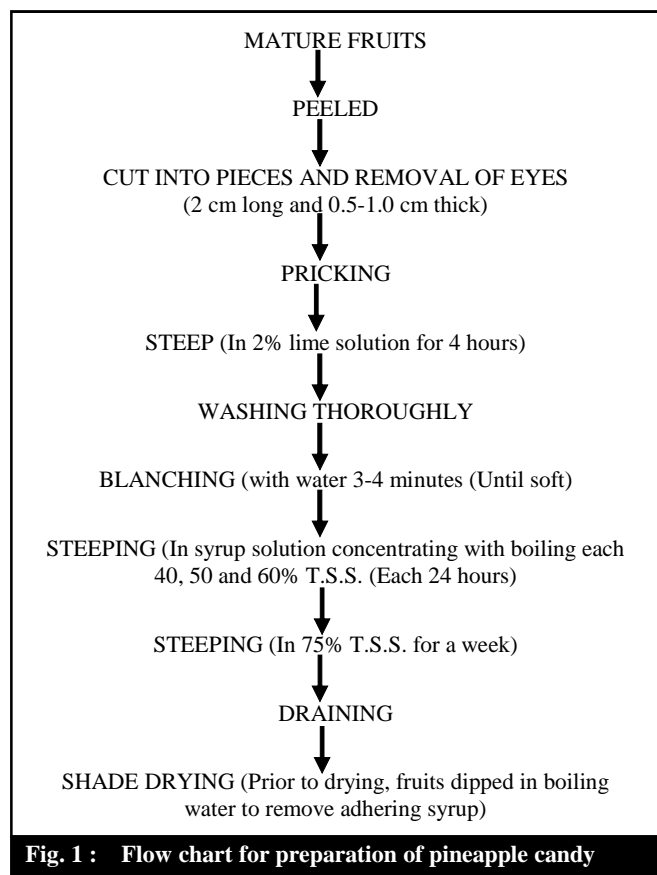 MATURE FRUITS
PEELED
CUT INTO PIECES AND REMOVAL OF EYES
(2 cm long and 0.5-1.0 cm thick)
PRICKING
STEEP (In 2% lime solution for 4 hours)
WASHING THOROUGHLY
BLANCHING (with water 3-4 minutes (Until soft)
STEEPING (In syrup solution concentrating with boiling each
40, 50 and 60% T.S.S. (Each 24 hours)
STEEPING (In 75% T.S.S. for a week)
DRAINING
SHADE DRYING (Prior to drying, fruits dipped in boiling
water to remove adhering syrup)
Fig. 1 : Flow chart for preparation of pineapple candy